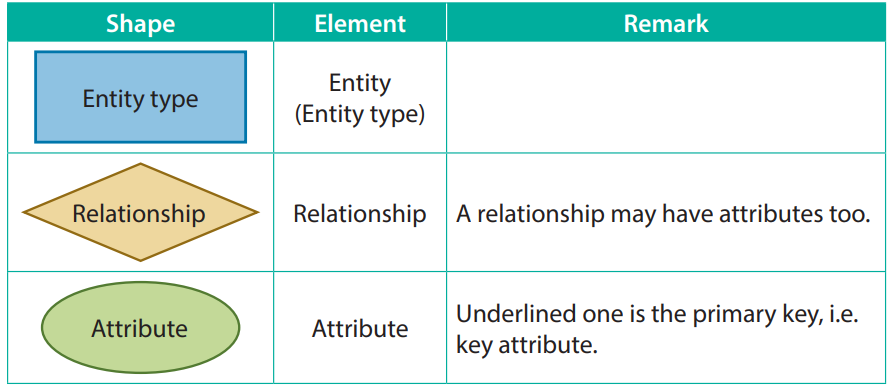 Shape Element Remark
Entity type
Entity
(Entity type)
Relationship Relationship A relationship may have attributes too.
Attribute Attribute
Underlined one is the primary key, i.e.
key attribute.